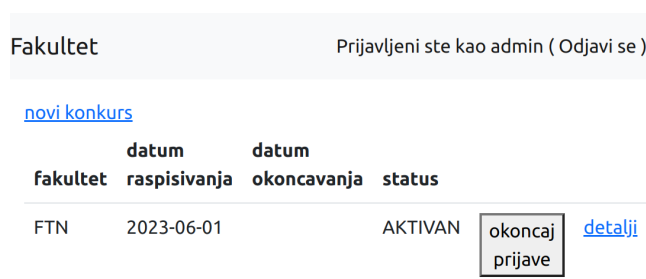 Fakultet Prijavljeni ste kao admin ( Odjavi se )
novi konkurs
datum datum
fakultet raspisivanja okoncavanja status
FTN 2023-06-01 AKTIVAN okoncaj detalji
prijave